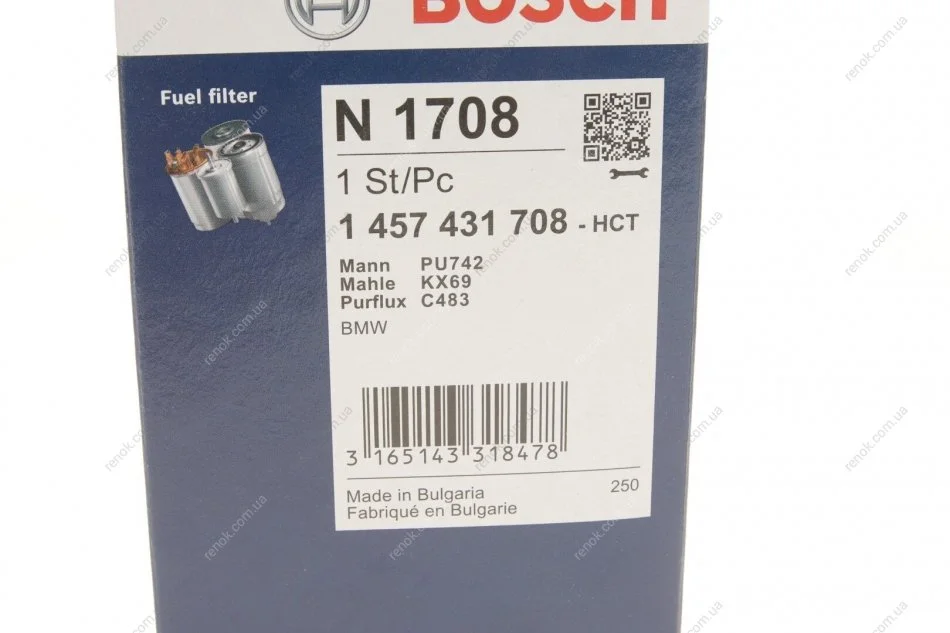 BOSCH
Fuel filter
N 1708
1 St/Pc
1 457 431 708 - HCT
Mann PU742
Mahle KX69
Purflux C483
BMW
3 165143 318478
Made in Bulgaria 250
Fabriqué en Bulgarie
renok.com.ua